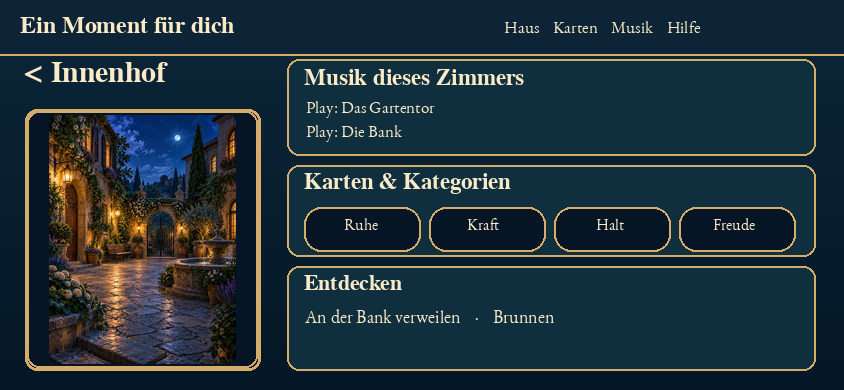 Ein Moment für dich
Haus Karten Musik Hilfe
< Innenhof
Musik dieses Zimmers
Play: Das Gartentor
Play: Die Bank
Karten & Kategorien
Ruhe Kraft Halt Freude
Entdecken
An der Bank verweilen · Brunnen